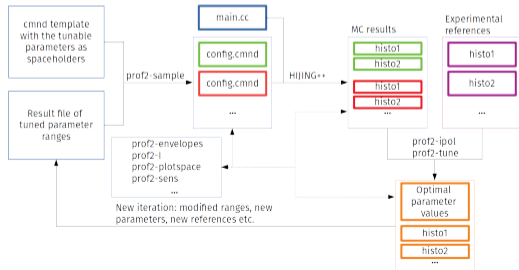 cmnd template
with the tunable
parameters as
spaceholders
Result file of
tuned parameter
ranges
prof2-sample
main.cc
config.cmnd
config.cmnd
...
HIJING++
MC results
histo1
histo2
histo1
histo2
...
Experimental
references
histo1
histo2
...
prof2-envelopes
prof2-I
prof2-plotspace
prof2-sens
...
prof2-ipol
prof2-tune
Optimal
parameter
values
histo1
histo2
...
New iteration: modified ranges, new
parameters, new references etc.